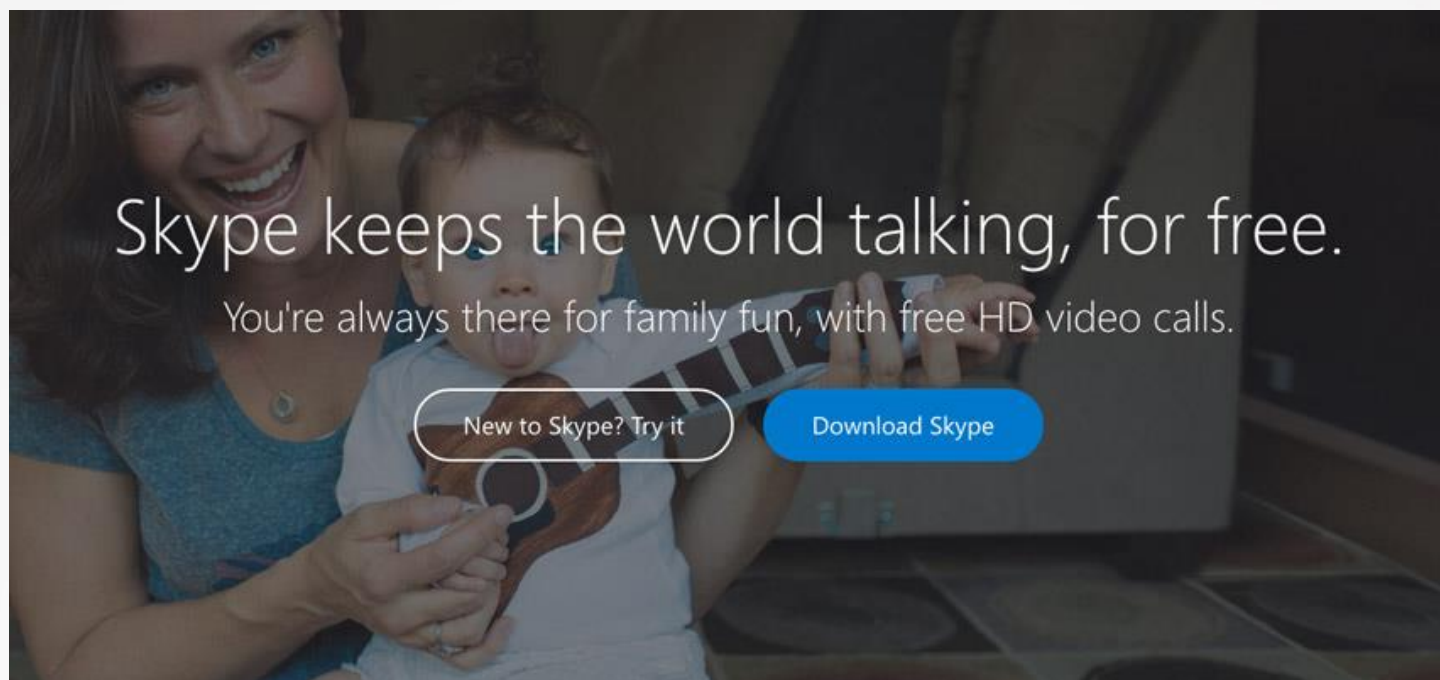 Skype keeps the world talking, for free.
You're always there for family fun, with free HD video calls.
New to Skype? Try it
Download Skype